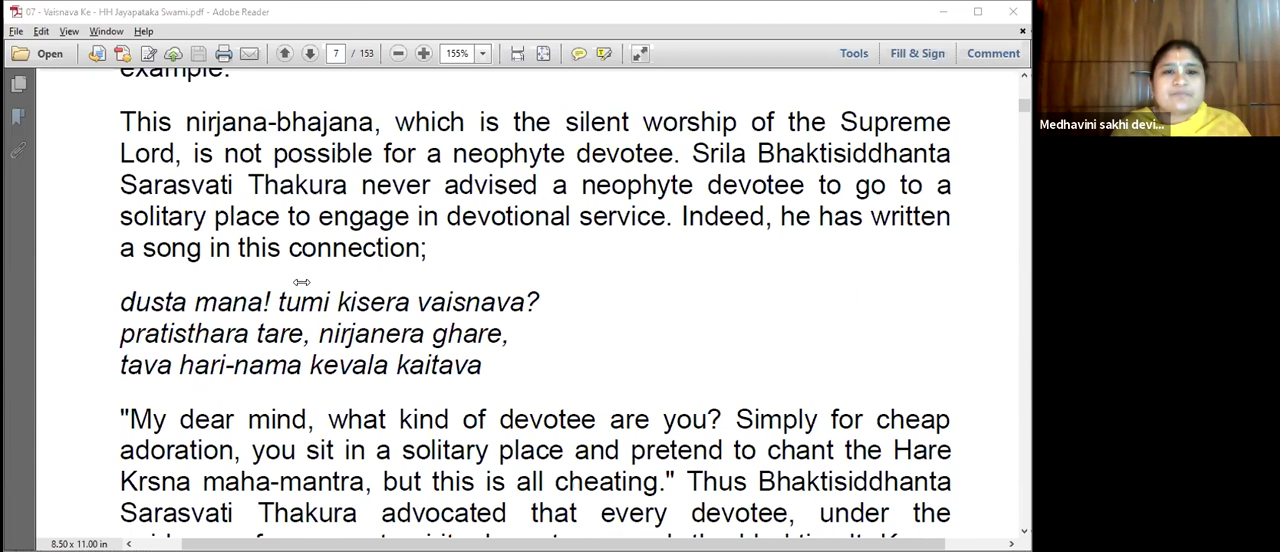 07 - Vaisnava Ke - HH Jayapataka Swami.pdf - Adobe Reader
File Edit View Window Help
Open 7 / 153 155% Tools Fill & Sign Comment
example.
This nirjana-bhajana, which is the silent worship of the Supreme
Lord, is not possible for a neophyte devotee. Srila Bhaktisiddhanta
Sarasvati Thakura never advised a neophyte devotee to go to a
solitary place to engage in devotional service. Indeed, he has written
a song in this connection;
dusta mana! tumi kisera vaisnava?
pratisthara tare, nirjanera ghare,
tava hari-nama kevala kaitava
"My dear mind, what kind of devotee are you? Simply for cheap
adoration, you sit in a solitary place and pretend to chant the Hare
Krsna maha-mantra, but this is all cheating." Thus Bhaktisiddhanta
Sarasvati Thakura advocated that every devotee, under the
8.50 x 11.00 in
Medhavini sakhi devi...